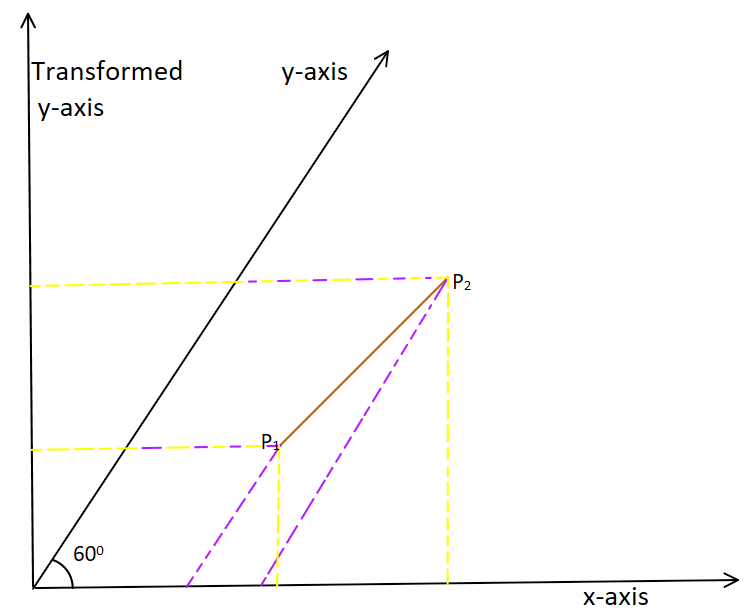 Transformed
y-axis
y-axis
P₂
P₁
60⁰
x-axis